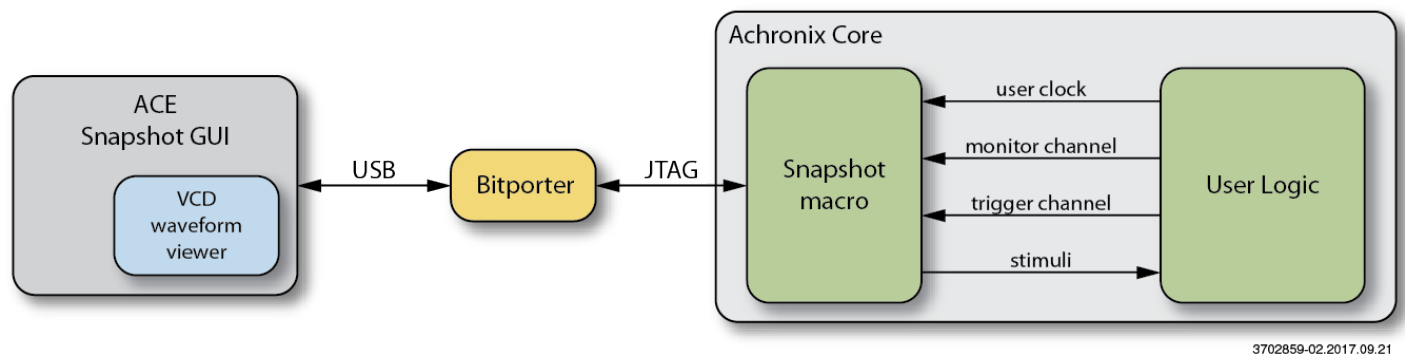 ACE
Snapshot GUI
VCD
waveform
viewer
USB
Bitporter
JTAG
Achronix Core
Snapshot
macro
user clock
monitor channel
trigger channel
stimuli
User Logic
3702859-02.2017.09.21